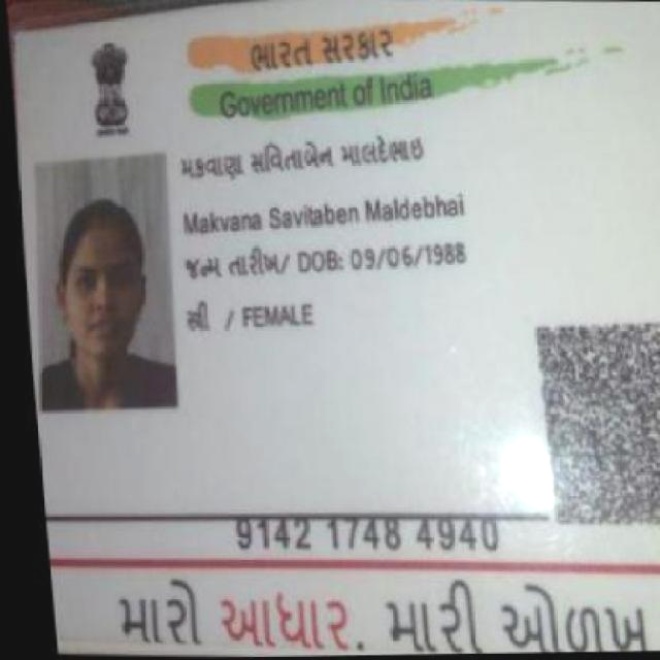 ભારત સરકાર
Government of India
મકવાણા સવિતાબેન માલદેભાઇ
Makvana Savitaben Maldebhai
જન્મ તારીખ/ DOB: 09/06/1988
સ્ત્રી / FEMALE
9142 1748 4940
મારો આધાર. મારી ઓળખ